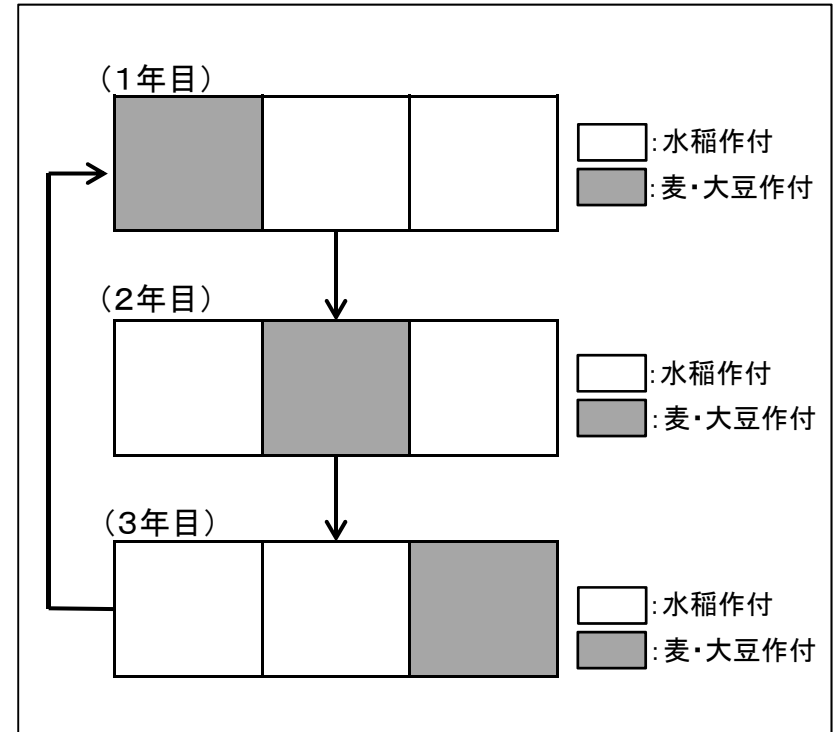 （1年目）
：水稲作付
：麦・大豆作付
（2年目）
：水稲作付
：麦・大豆作付
（3年目）
：水稲作付
：麦・大豆作付